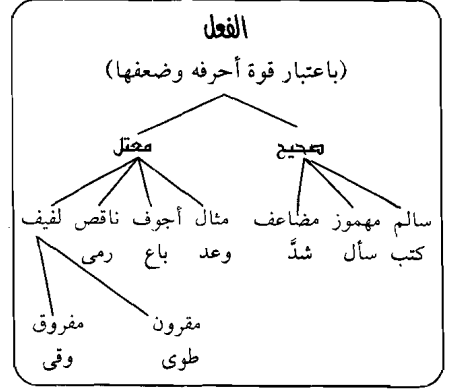 الفعل
(باعتبار قوة أحرفه وضعفها)
صحيح معتل
سالم مهموز مضاعف مثال أجوف ناقص لفيف
كتب سأل شدَّ وعد باع رمى
مقرون مفروق
طوى وقى